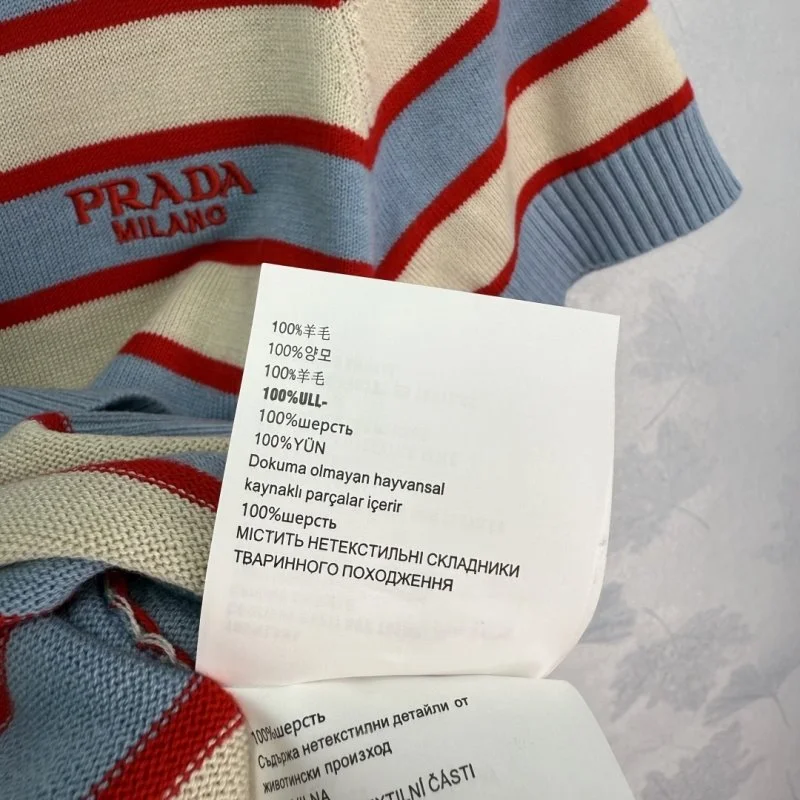 PRADA
MILANO
100%羊毛
100%양모
100%羊毛
100%ULL-
100%шерсть
100%YÜN
Dokuma olmayan hayvansal
kaynaklı parçalar içerir
100%шерсть
МІСТИТЬ НЕТЕКСТИЛЬНІ СКЛАДНИКИ
ТВАРИННОГО ПОХОДЖЕННЯ
100%шерсть
Съдържа нетекстилни детайли от
животински произход
ČÁSTI